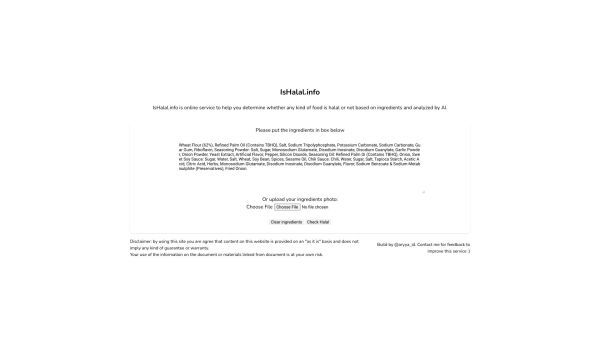 IsHalal.info
IsHalal.info is online service to help you determine whether any kind of food is halal or not based on ingredients and analyzed by AI.
Please put the ingredients in box below
Wheat Flour (62%), Refined Palm Oil (Contains TBHQ), Salt, Sodium Tripolyphosphate, Potassium Carbonate, Sodium Carbonate, Gu
ar Gum, Riboflavin, Seasoning Powder: Salt, Sugar, Monosodium Glutamate, Disodium Inosinate, Disodium Guanylate, Garlic Powde
r, Onion Powder, Yeast Extract, Artificial Flavor, Pepper, Silicon Dioxide, Seasoning Oil: Refined Palm Oil (Contains TBHQ), Onion, Swe
et Soy Sauce: Sugar, Water, Salt, Wheat, Soy Bean, Spices, Sesame Oil, Chili Sauce: Chili, Water, Sugar, Salt, Tapioca Starch, Acetic A
cid, Citric Acid, Herbs, Monosodium Glutamate, Disodium Inosinate, Disodium Guanylate, Flavor, Sodium Benzoate & Sodium Metab
isulphite (Preservatives), Fried Onion
Or upload your ingredients photo:
Choose File Choose File No file chosen
Clear ingredients Check Halal
Disclaimer: by using this site you are agree that content on this website is provided on an "as it is" basis and does not
imply any kind of guarantee or warranty.
Your use of the information on the document or materials linked from document is at your own risk.
Build by @aryya_id. Contact me for feedback to
improve this service :)